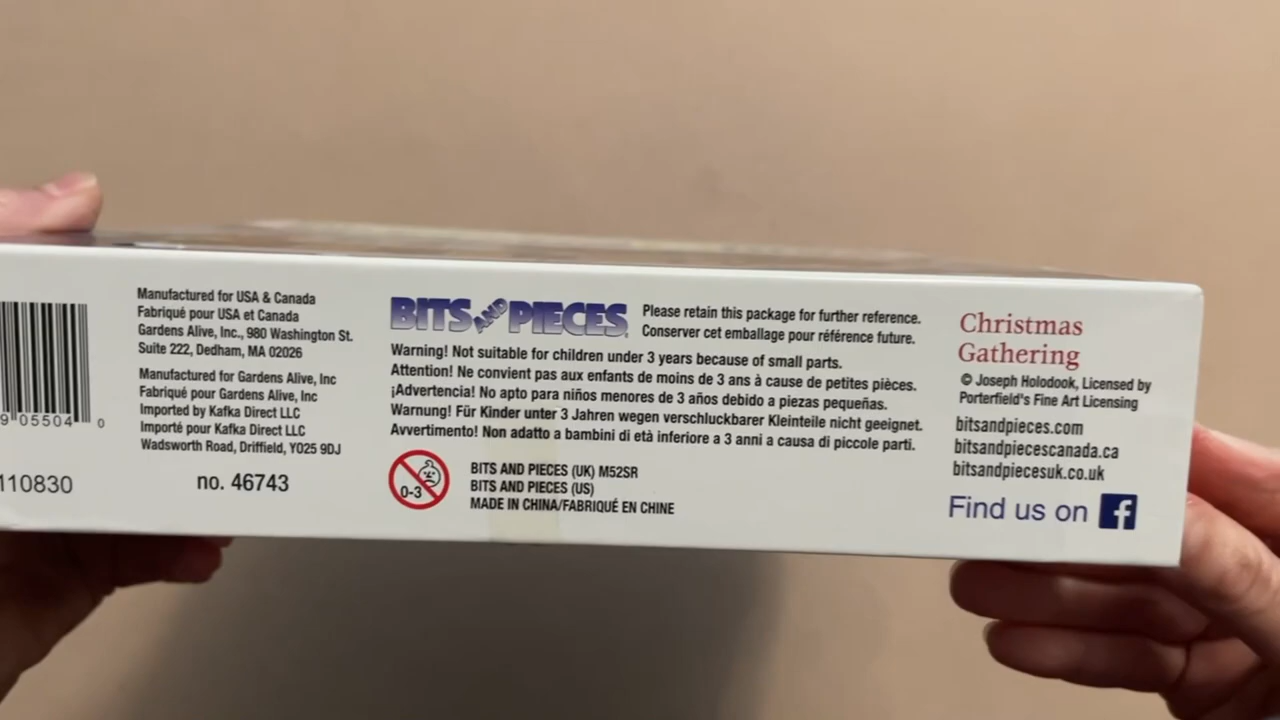 9 05504 0
110830
Manufactured for USA & Canada
Fabriqué pour USA et Canada
Gardens Alive, Inc., 980 Washington St.
Suite 222, Dedham, MA 02026
Manufactured for Gardens Alive, Inc
Fabriqué pour Gardens Alive, Inc
Imported by Kafka Direct LLC
Importé pour Kafka Direct LLC
Wadsworth Road, Driffield, YO25 9DJ
no. 46743
BITS AND PIECES
Please retain this package for further reference.
Conserver cet emballage pour référence future.
Warning! Not suitable for children under 3 years because of small parts.
Attention! Ne convient pas aux enfants de moins de 3 ans à cause de petites pièces.
¡Advertencia! No apto para niños menores de 3 años debido a piezas pequeñas.
Warnung! Für Kinder unter 3 Jahren wegen verschluckbarer Kleinteile nicht geeignet.
Avvertimento! Non adatto a bambini di età inferiore a 3 anni a causa di piccole parti.
0-3
BITS AND PIECES (UK) M52SR
BITS AND PIECES (US)
MADE IN CHINA/FABRIQUÉ EN CHINE
Christmas
Gathering
© Joseph Holodook, Licensed by
Porterfield's Fine Art Licensing
bitsandpieces.com
bitsandpiecescanada.ca
bitsandpiecesuk.co.uk
Find us on f